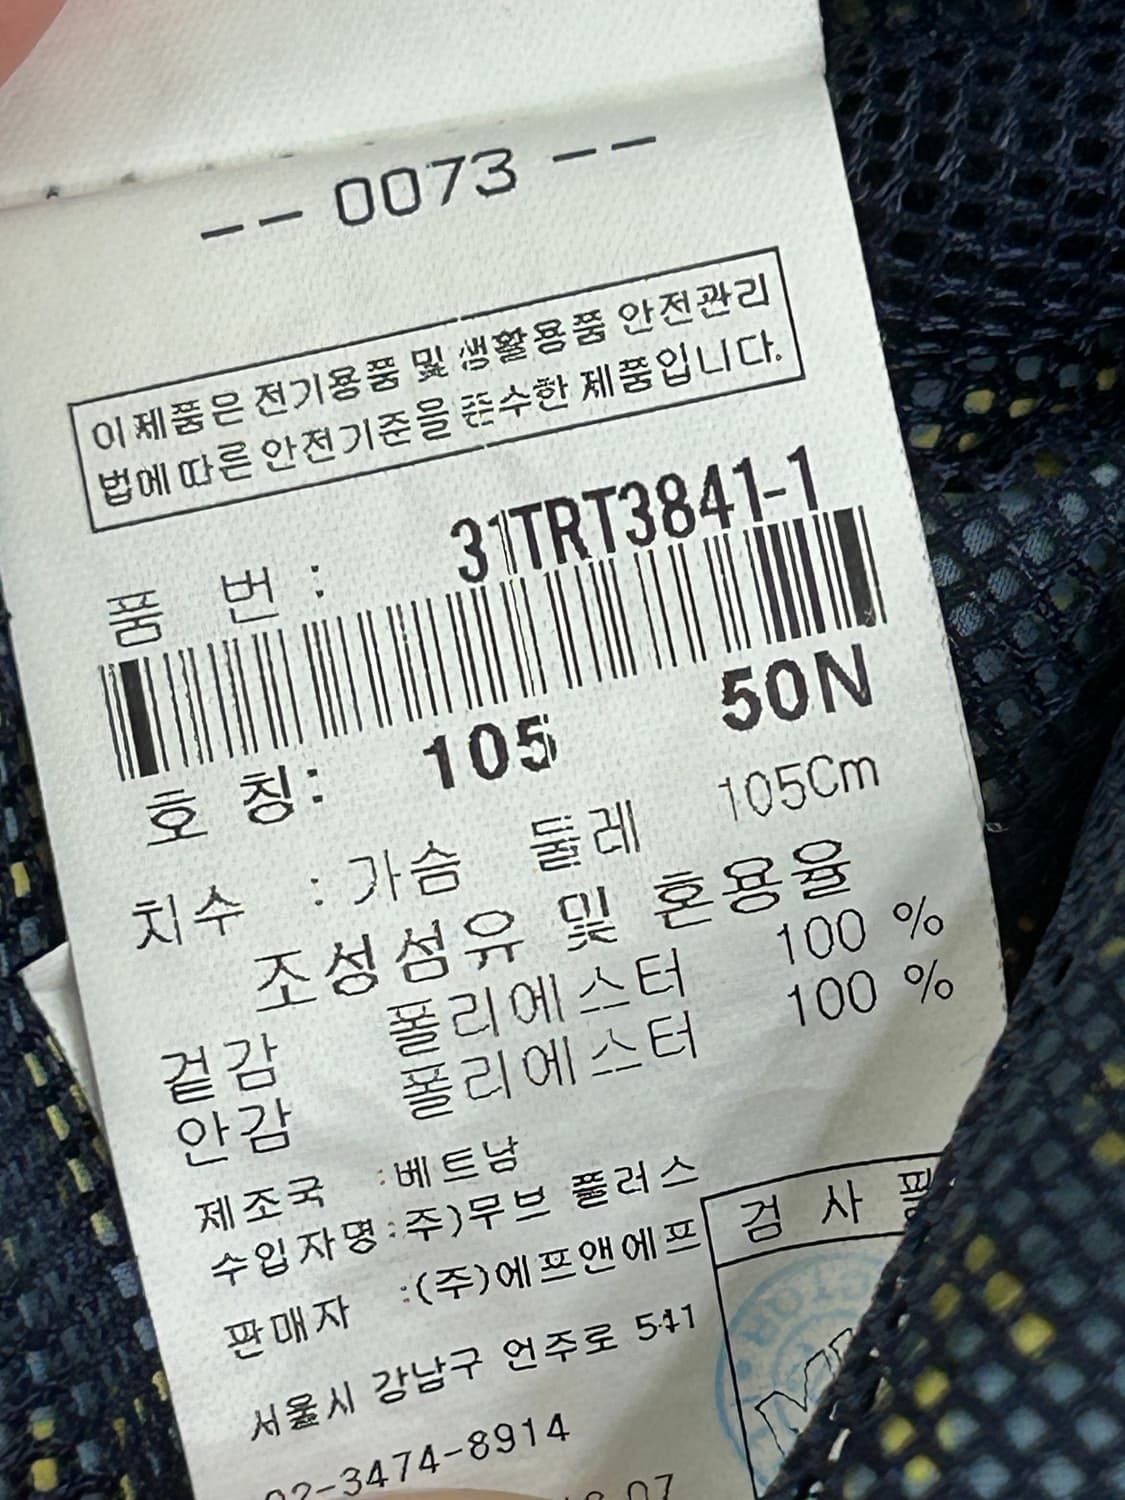 -- 0073 --
이 제품은 전기용품 및 생활용품 안전관리
법에 따른 안전기준을 준수한 제품입니다.
품 번 : 31TRT3841-1
호 칭: 105 50N
치수 : 가슴 둘레 105Cm
조성섬유 및 혼용율
겉감 폴리에스터 100 %
안감 폴리에스터 100 %
제조국 :베트남
수입자명:주)무브 플러스
판매자 :(주)에프앤에프
서울시 강남구 언주로 541
02-3474-8914
07
검 사 필